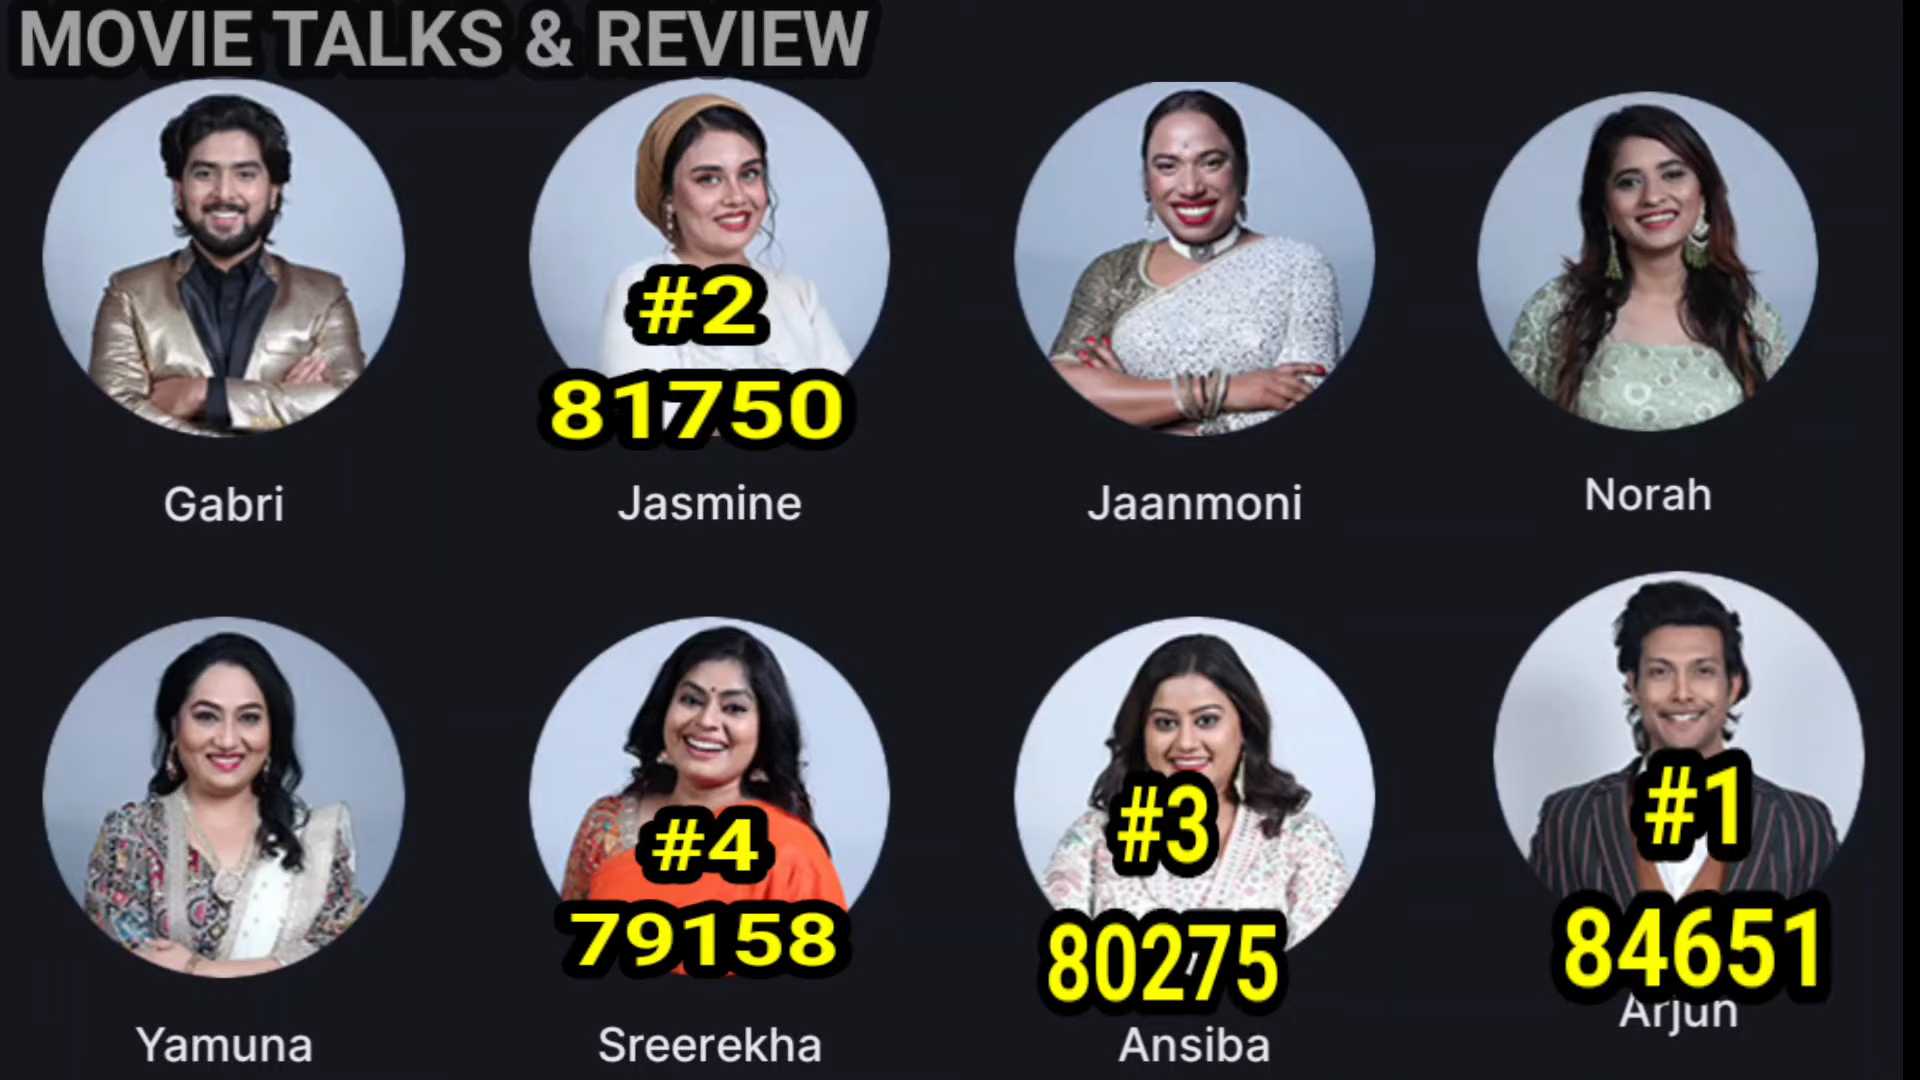 MOVIE TALKS & REVIEW
#2
81750
Gabri
Jasmine
Jaanmoni
Norah
#4
79158
#3
80275
#1
84651
Yamuna
Sreerekha
Ansiba
Arjun